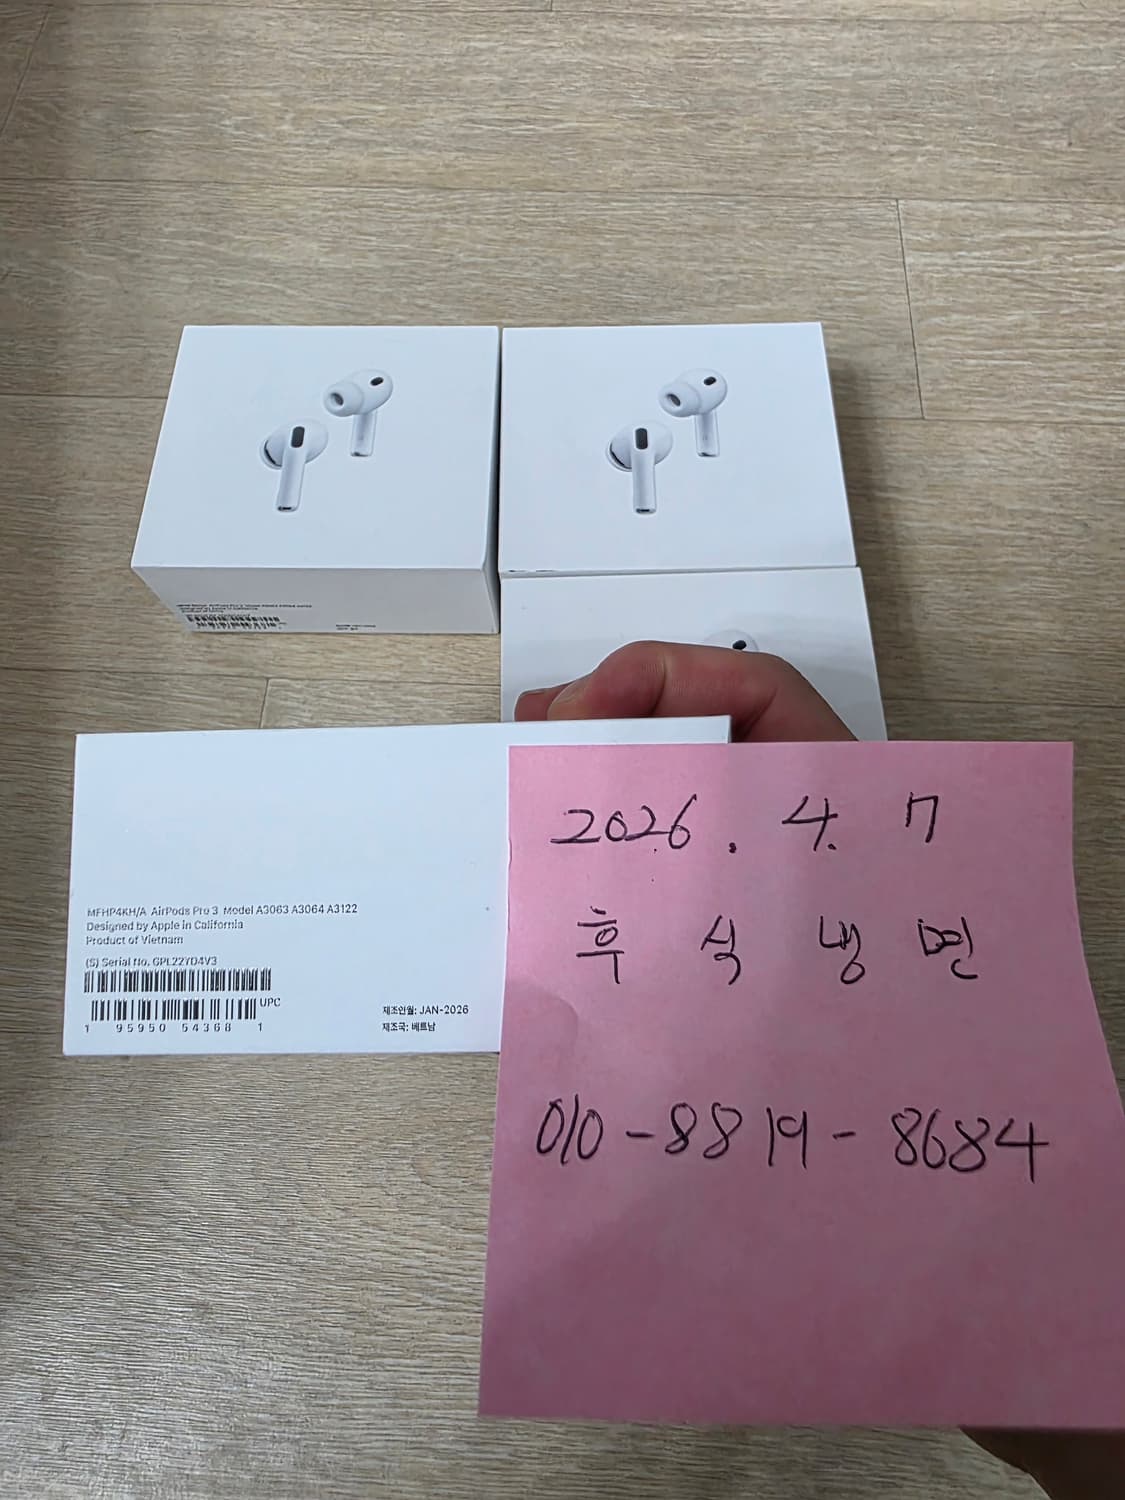 MFHP4KH/A AirPods Pro 3 Model A3063 A3064 A3122
Designed by Apple in California
Product of Vietnam
(S) Serial No. GPL22YD4V3
UPC
1 95950 54368 1
제조연월: JAN-2026
제조국: 베트남
2026. 4. 7
후식냉면
010-8819-8684